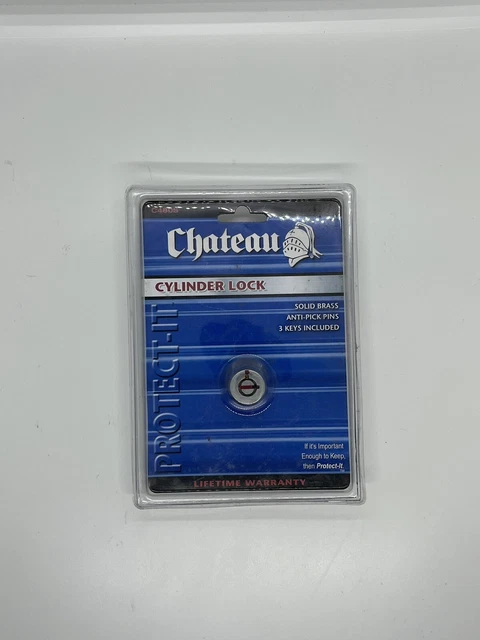 Chateau
CYLINDER LOCK
SOLID BRASS
ANTI-PICK PINS
3 KEYS INCLUDED
PROTECT-IT
If it's Important
Enough to Keep,
then Protect-It.
LIFETIME WARRANTY